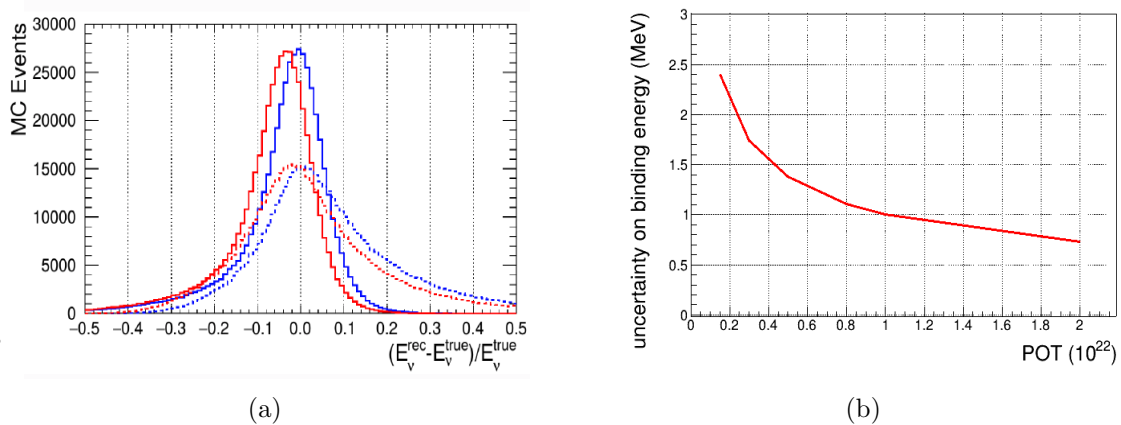 MC Events
30000
25000
20000
15000
10000
5000
0
−0.5 −0.4 −0.3 −0.2 −0.1 0.0 0.1 0.2 0.3 0.4 0.5
(E_ν^rec-E_ν^true)/E_ν^true
(a)
uncertainty on binding energy (MeV)
3
2.5
2
1.5
1
0.5
0
0 0.2 0.4 0.6 0.8 1.0 1.2 1.4 1.6 1.8 2
POT (10^22)
(b)